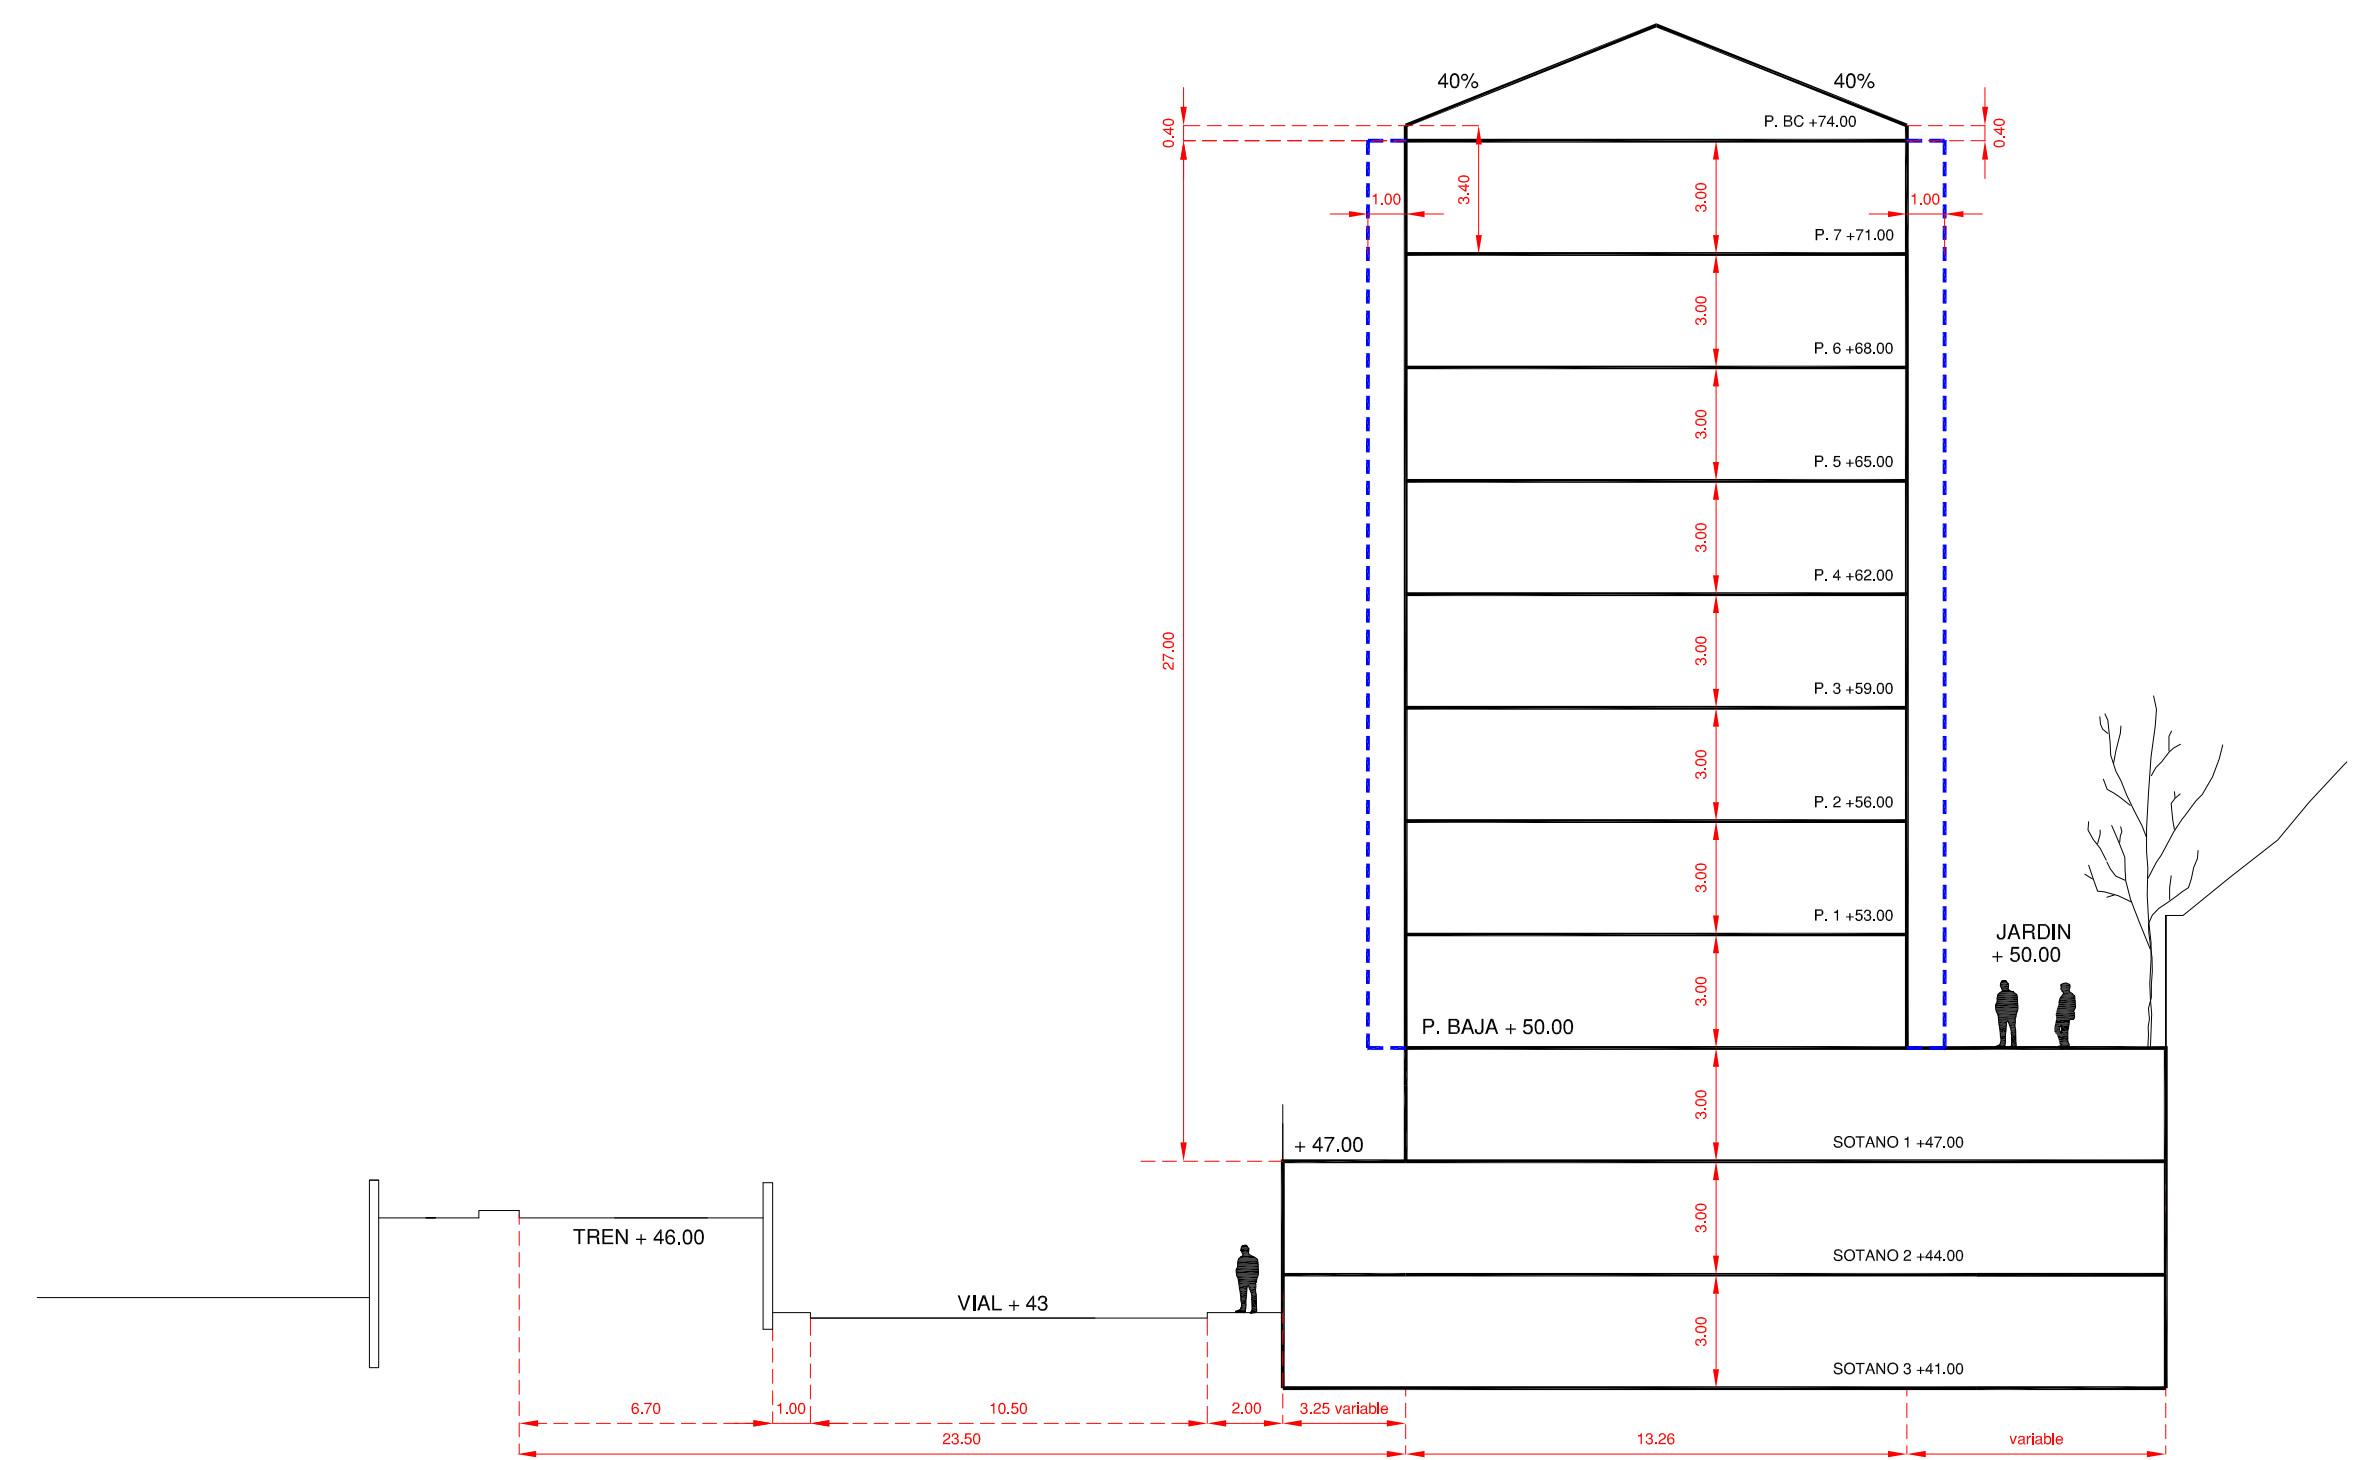 40% 40%
P. BC +74.00
0.40 0.40
1.00 3.40 3.00 1.00
P. 7 +71.00
3.00
P. 6 +68.00
3.00
P. 5 +65.00
3.00
P. 4 +62.00
27.00 3.00
P. 3 +59.00
3.00
P. 2 +56.00
3.00
P. 1 +53.00
JARDIN
+ 50.00
3.00
P. BAJA + 50.00
3.00
+ 47.00 SOTANO 1 +47.00
3.00
TREN + 46.00
SOTANO 2 +44.00
VIAL + 43
3.00
SOTANO 3 +41.00
6.70 1.00 10.50 2.00 3.25 variable
23.50 13.26 variable